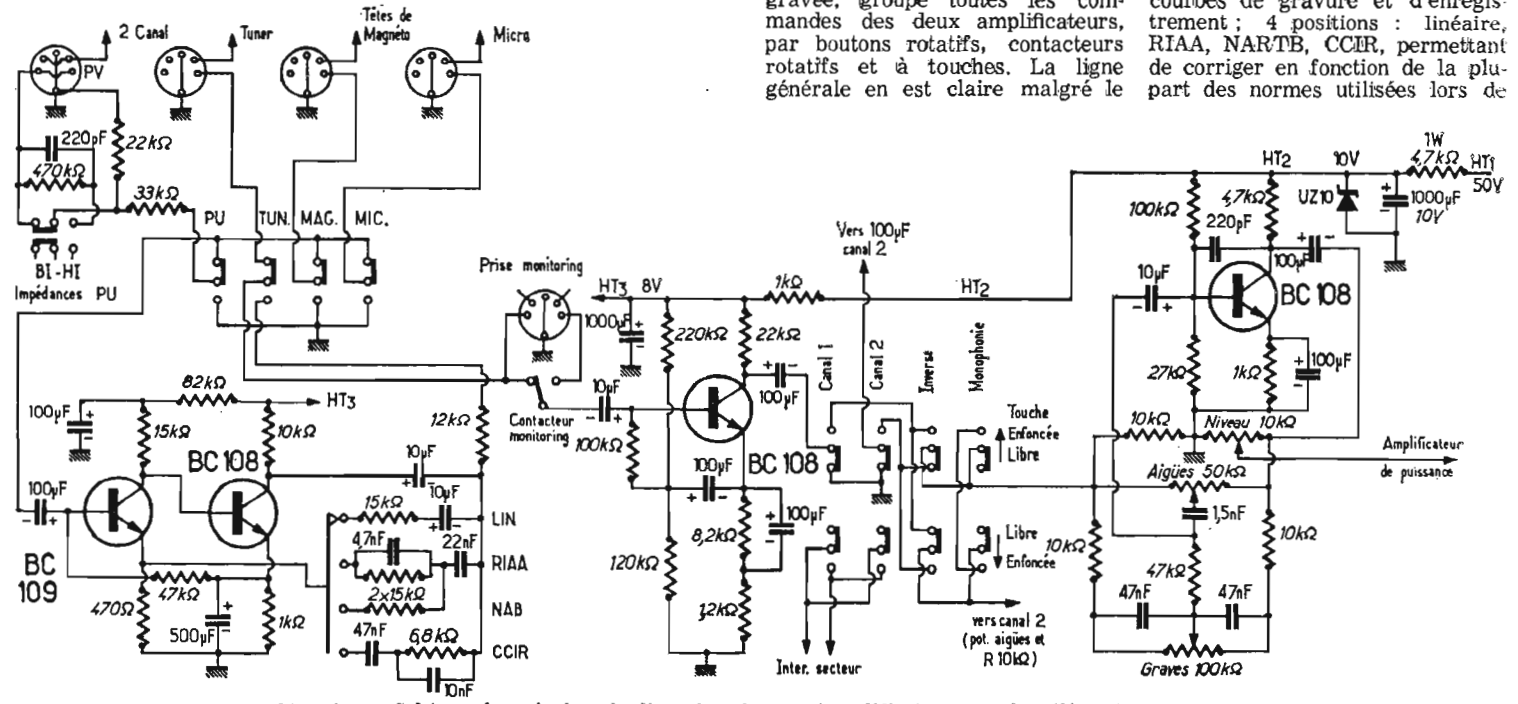 gravée, groupe toutes les com-
mandes des deux amplificateurs,
par boutons rotatifs, contacteurs
rotatifs et à touches. La ligne
générale en est claire malgré le
courbes de gravure et d'enregis-
trement ; 4 positions : linéaire,
RIAA, NARTB, CCIR, permettant
de corriger en fonction de la plu-
part des normes utilisées lors de
2 Canal
Tuner
Têtes de
Magnéto
Micro
PV
220pF
22kΩ
470kΩ
33kΩ
PU
TUN.
MAG.
MIC.
BI-HI
Impédances PU
Prise monitoring
HT3 8V
1000µF
220kΩ
22kΩ
1kΩ
HT2
Vers 100µF
canal 2
Canal 1
Canal 2
Inverse
Monophonie
Touche
Enfoncée
Libre
Libre
Enfoncée
100µF
10µF
Contacteur
monitoring
100kΩ
BC 108
100µF
100µF
8,2kΩ
120kΩ
1,2kΩ
Inter. secteur
vers canal 2
(pot. aigües et
R 10kΩ)
82kΩ
HT3
100µF
15kΩ
10kΩ
BC 108
12kΩ
10µF
100µF
BC
109
15kΩ
10µF
LIN
4,7nF
22nF
RIAA
2x15kΩ
NAB
47nF
6,8kΩ
CCIR
10nF
47kΩ
470Ω
500µF
1kΩ
HT2
10V
1W
4,7kΩ
HT1
50V
100kΩ
4,7kΩ
220pF
UZ10
1000µF
10V
100µF
10µF
BC 108
27kΩ
1kΩ
100µF
10kΩ
Niveau 10kΩ
Amplificateur
de puissance
Aigües 50kΩ
1,5nF
10kΩ
10kΩ
47kΩ
47nF
47nF
Graves 100kΩ